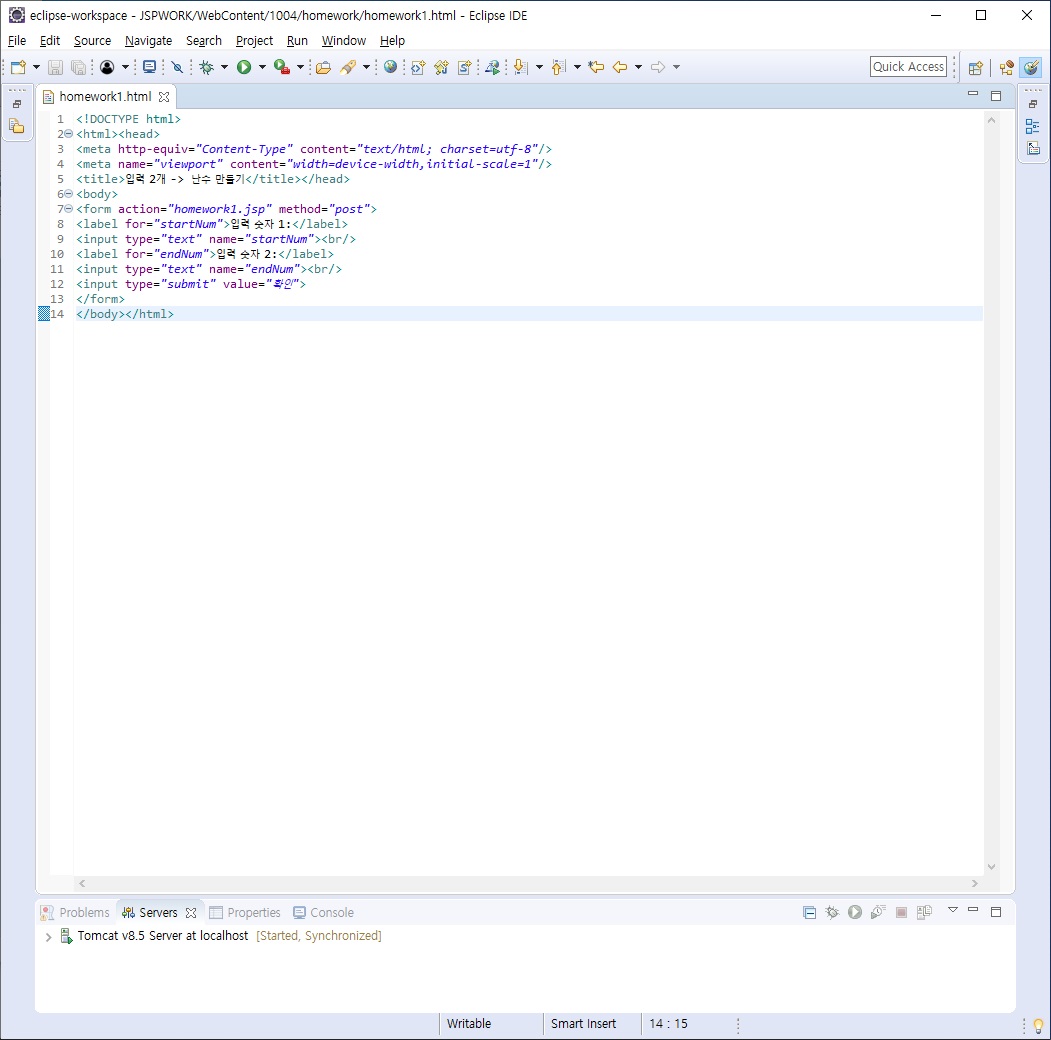 eclipse-workspace - JSPWORK/WebContent/1004/homework/homework1.html - Eclipse IDE
File Edit Source Navigate Search Project Run Window Help
Quick Access
homework1.html
1 <!DOCTYPE html>
2 <html><head>
3 <meta http-equiv="Content-Type" content="text/html; charset=utf-8"/>
4 <meta name="viewport" content="width=device-width,initial-scale=1"/>
5 <title>입력 2개 -> 난수 만들기</title></head>
6 <body>
7 <form action="homework1.jsp" method="post">
8 <label for="startNum">입력 숫자 1:</label>
9 <input type="text" name="startNum"><br/>
10 <label for="endNum">입력 숫자 2:</label>
11 <input type="text" name="endNum"><br/>
12 <input type="submit" value="확인">
13 </form>
14 </body></html>
Problems Servers Properties Console
Tomcat v8.5 Server at localhost [Started, Synchronized]
Writable Smart Insert 14 : 15